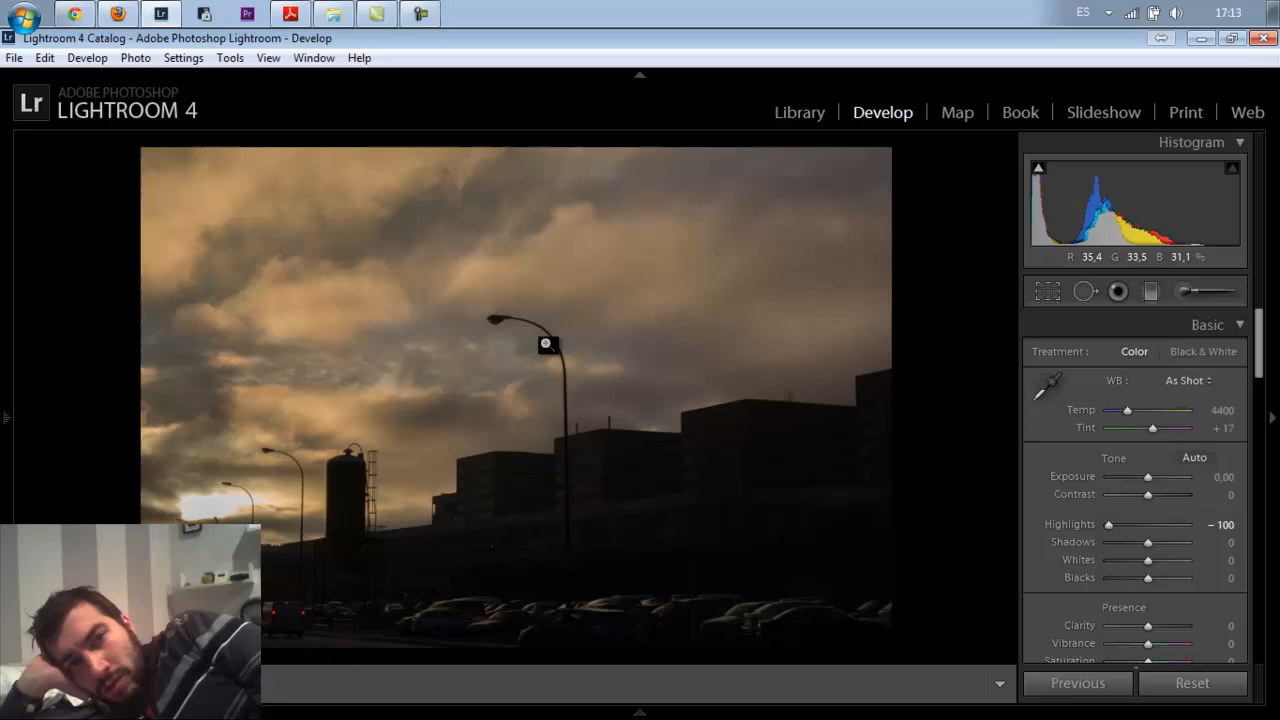 ES 17:13
Lightroom 4 Catalog - Adobe Photoshop Lightroom - Develop
File Edit Develop Photo Settings Tools View Window Help
Lr ADOBE PHOTOSHOP
LIGHTROOM 4
Library Develop Map Book Slideshow Print Web
Histogram
R 35,4 G 33,5 B 31,1 %
Basic
Treatment : Color Black & White
WB : As Shot
Temp 4400
Tint + 17
Tone Auto
Exposure 0,00
Contrast 0
Highlights − 100
Shadows 0
Whites 0
Blacks 0
Presence
Clarity 0
Vibrance 0
Saturation
Previous Reset